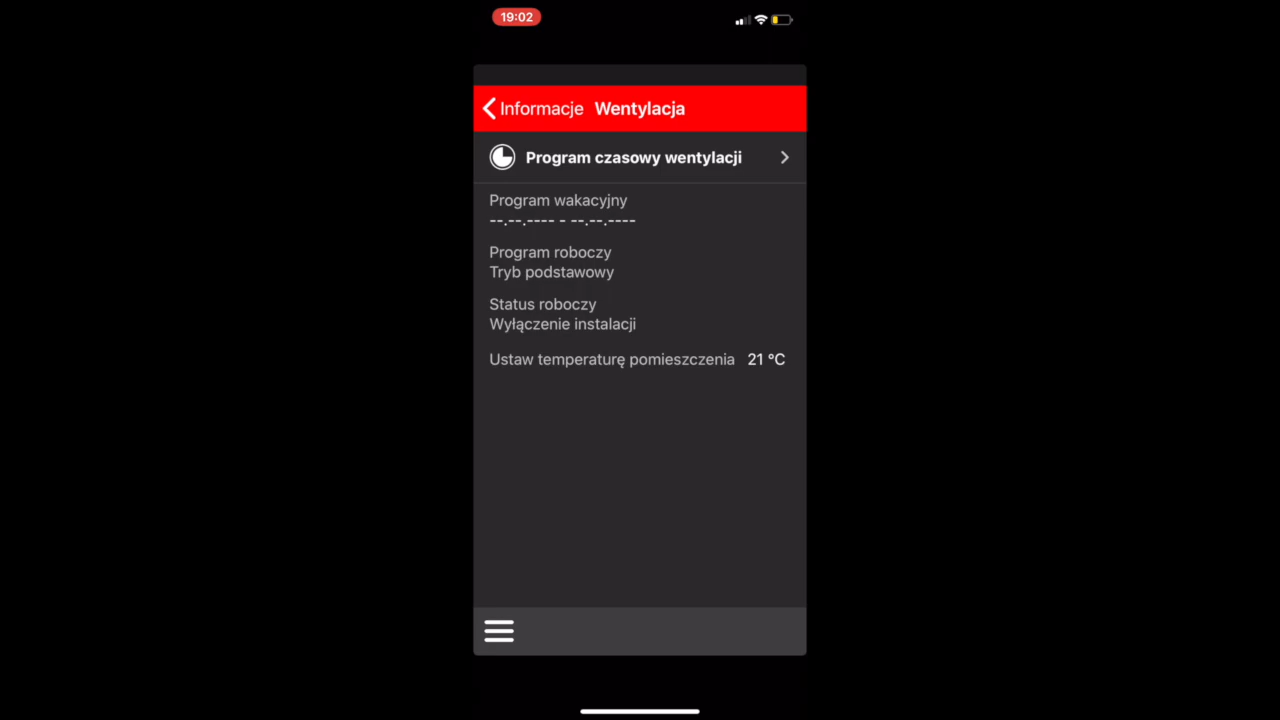 19:02
Informacje Wentylacja
Program czasowy wentylacji
Program wakacyjny
--.--.---- - --.--.----
Program roboczy
Tryb podstawowy
Status roboczy
Wyłączenie instalacji
Ustaw temperaturę pomieszczenia 21 °C